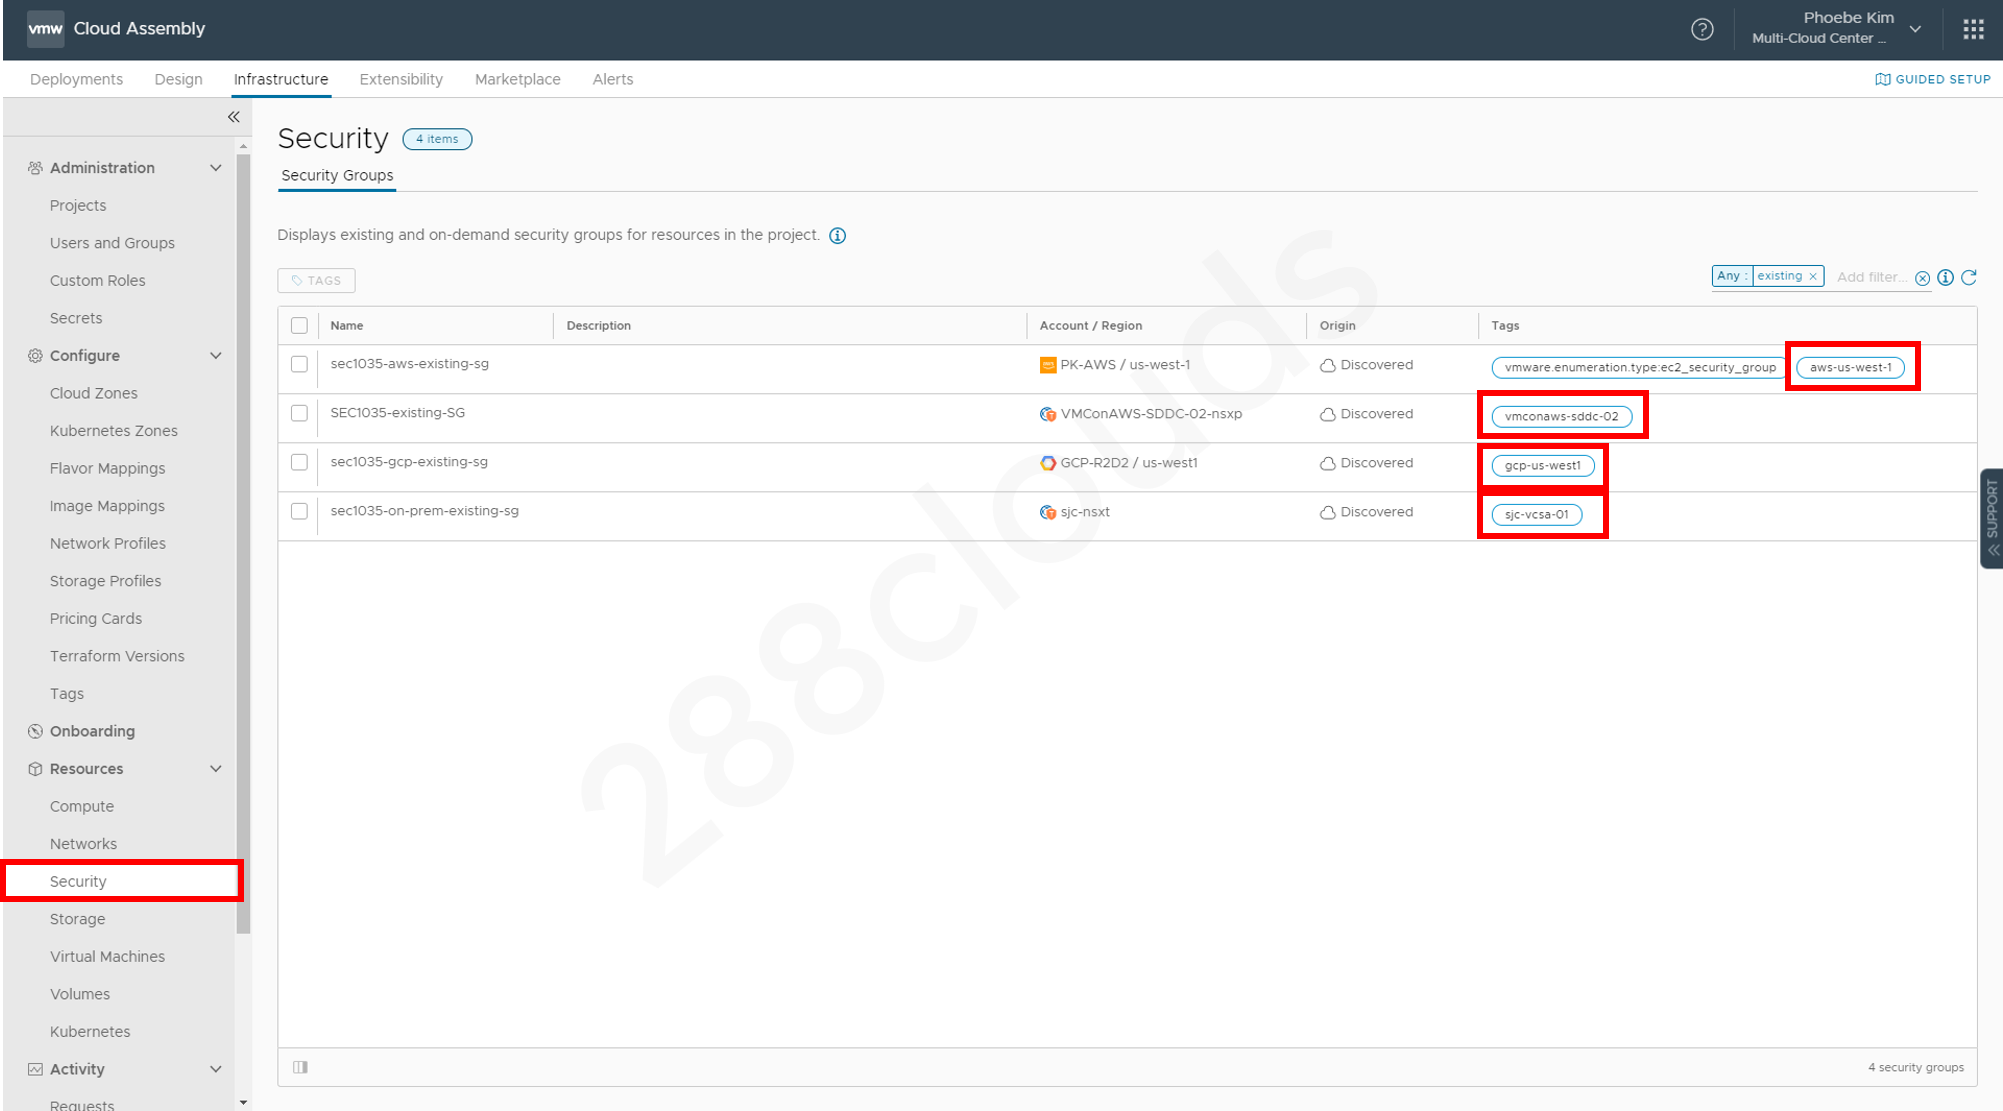 vmw Cloud Assembly
Phoebe Kim
Multi-Cloud Center ...
Deployments Design Infrastructure Extensibility Marketplace Alerts
GUIDED SETUP
Administration
Projects
Users and Groups
Custom Roles
Secrets
Configure
Cloud Zones
Kubernetes Zones
Flavor Mappings
Image Mappings
Network Profiles
Storage Profiles
Pricing Cards
Terraform Versions
Tags
Onboarding
Resources
Compute
Networks
Security
Storage
Virtual Machines
Volumes
Kubernetes
Activity
Requests
Security 4 items
Security Groups
Displays existing and on-demand security groups for resources in the project.
TAGS
Any : existing × Add filter...
Name Description Account / Region Origin Tags
sec1035-aws-existing-sg PK-AWS / us-west-1 Discovered vmware.enumeration.type:ec2_security_group aws-us-west-1
SEC1035-existing-SG VMConAWS-SDDC-02-nsxp Discovered vmconaws-sddc-02
sec1035-gcp-existing-sg GCP-R2D2 / us-west1 Discovered gcp-us-west1
sec1035-on-prem-existing-sg sjc-nsxt Discovered sjc-vcsa-01
4 security groups
SUPPORT
288clouds